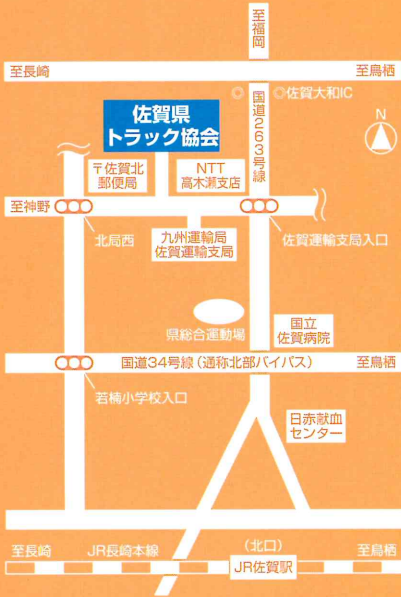 至福岡
至長崎
至鳥栖
佐賀大和IC
国道263号線
佐賀県
トラック協会
N
〒佐賀北
郵便局
NTT
高木瀬支店
至神野
北局西
九州運輸局
佐賀運輸支局
佐賀運輸支局入口
県総合運動場
国立
佐賀病院
国道34号線（通称北部バイパス）
至鳥栖
若楠小学校入口
日赤献血
センター
至長崎
JR長崎本線
（北口）
JR佐賀駅
至鳥栖